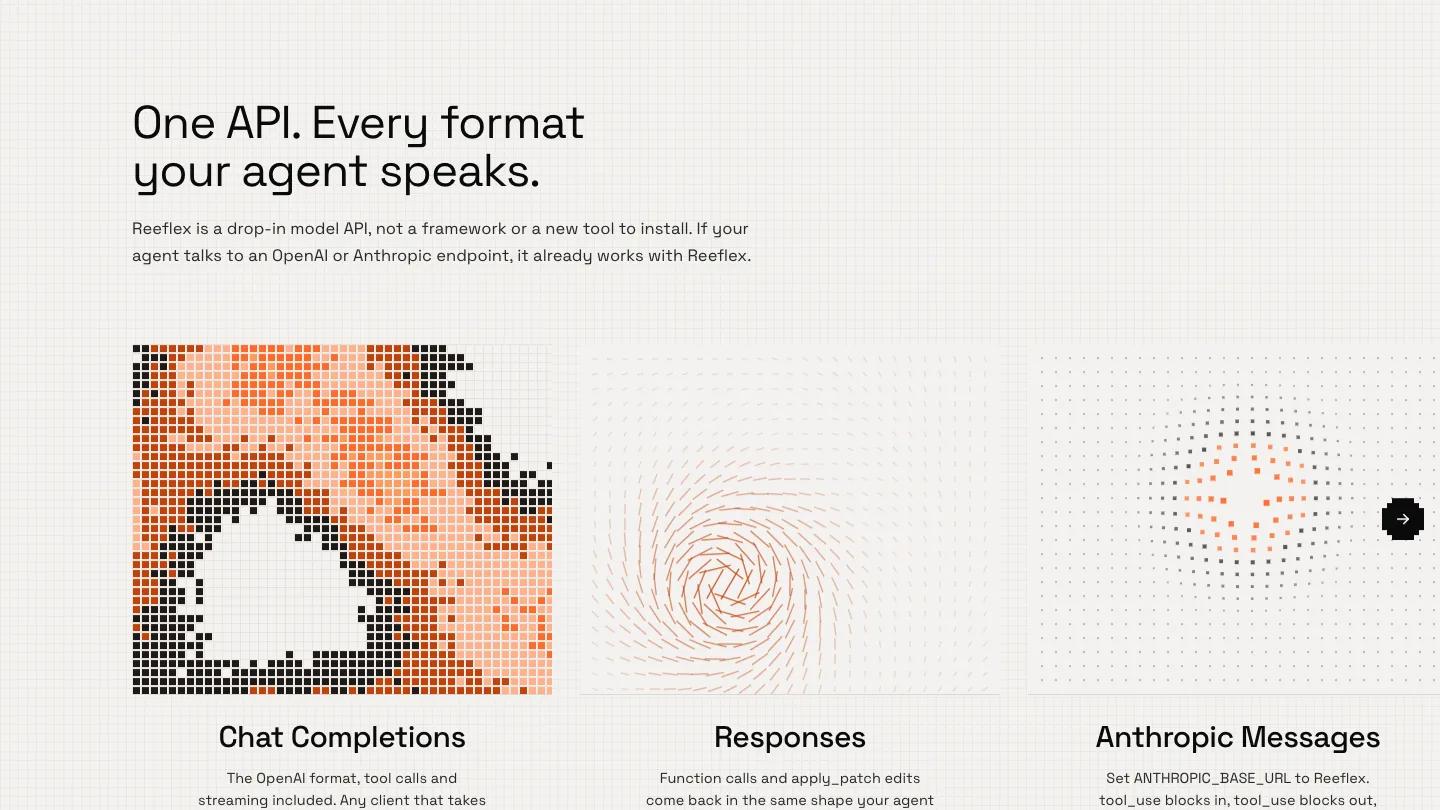 One API. Every format
your agent speaks.
Reeflex is a drop-in model API, not a framework or a new tool to install. If your
agent talks to an OpenAI or Anthropic endpoint, it already works with Reeflex.
Chat Completions
The OpenAI format, tool calls and
streaming included. Any client that takes
Responses
Function calls and apply_patch edits
come back in the same shape your agent
Anthropic Messages
Set ANTHROPIC_BASE_URL to Reeflex.
tool_use blocks in, tool_use blocks out,